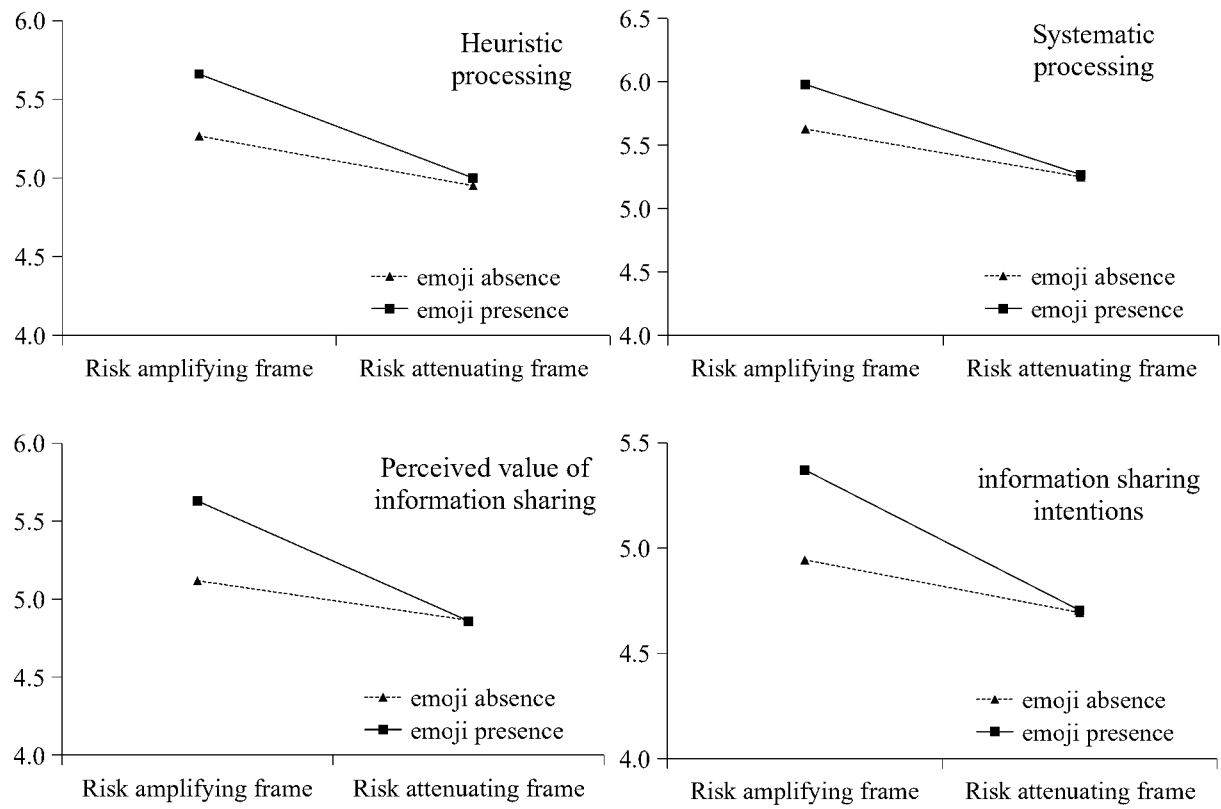 Heuristic
processing
6.0
5.5
5.0
4.5
4.0
emoji absence
emoji presence
Risk amplifying frame
Risk attenuating frame
Systematic
processing
6.5
6.0
5.5
5.0
4.5
4.0
emoji absence
emoji presence
Risk amplifying frame
Risk attenuating frame
Perceived value of
information sharing
6.0
5.5
5.0
4.5
4.0
emoji absence
emoji presence
Risk amplifying frame
Risk attenuating frame
information sharing
intentions
5.5
5.0
4.5
4.0
emoji absence
emoji presence
Risk amplifying frame
Risk attenuating frame